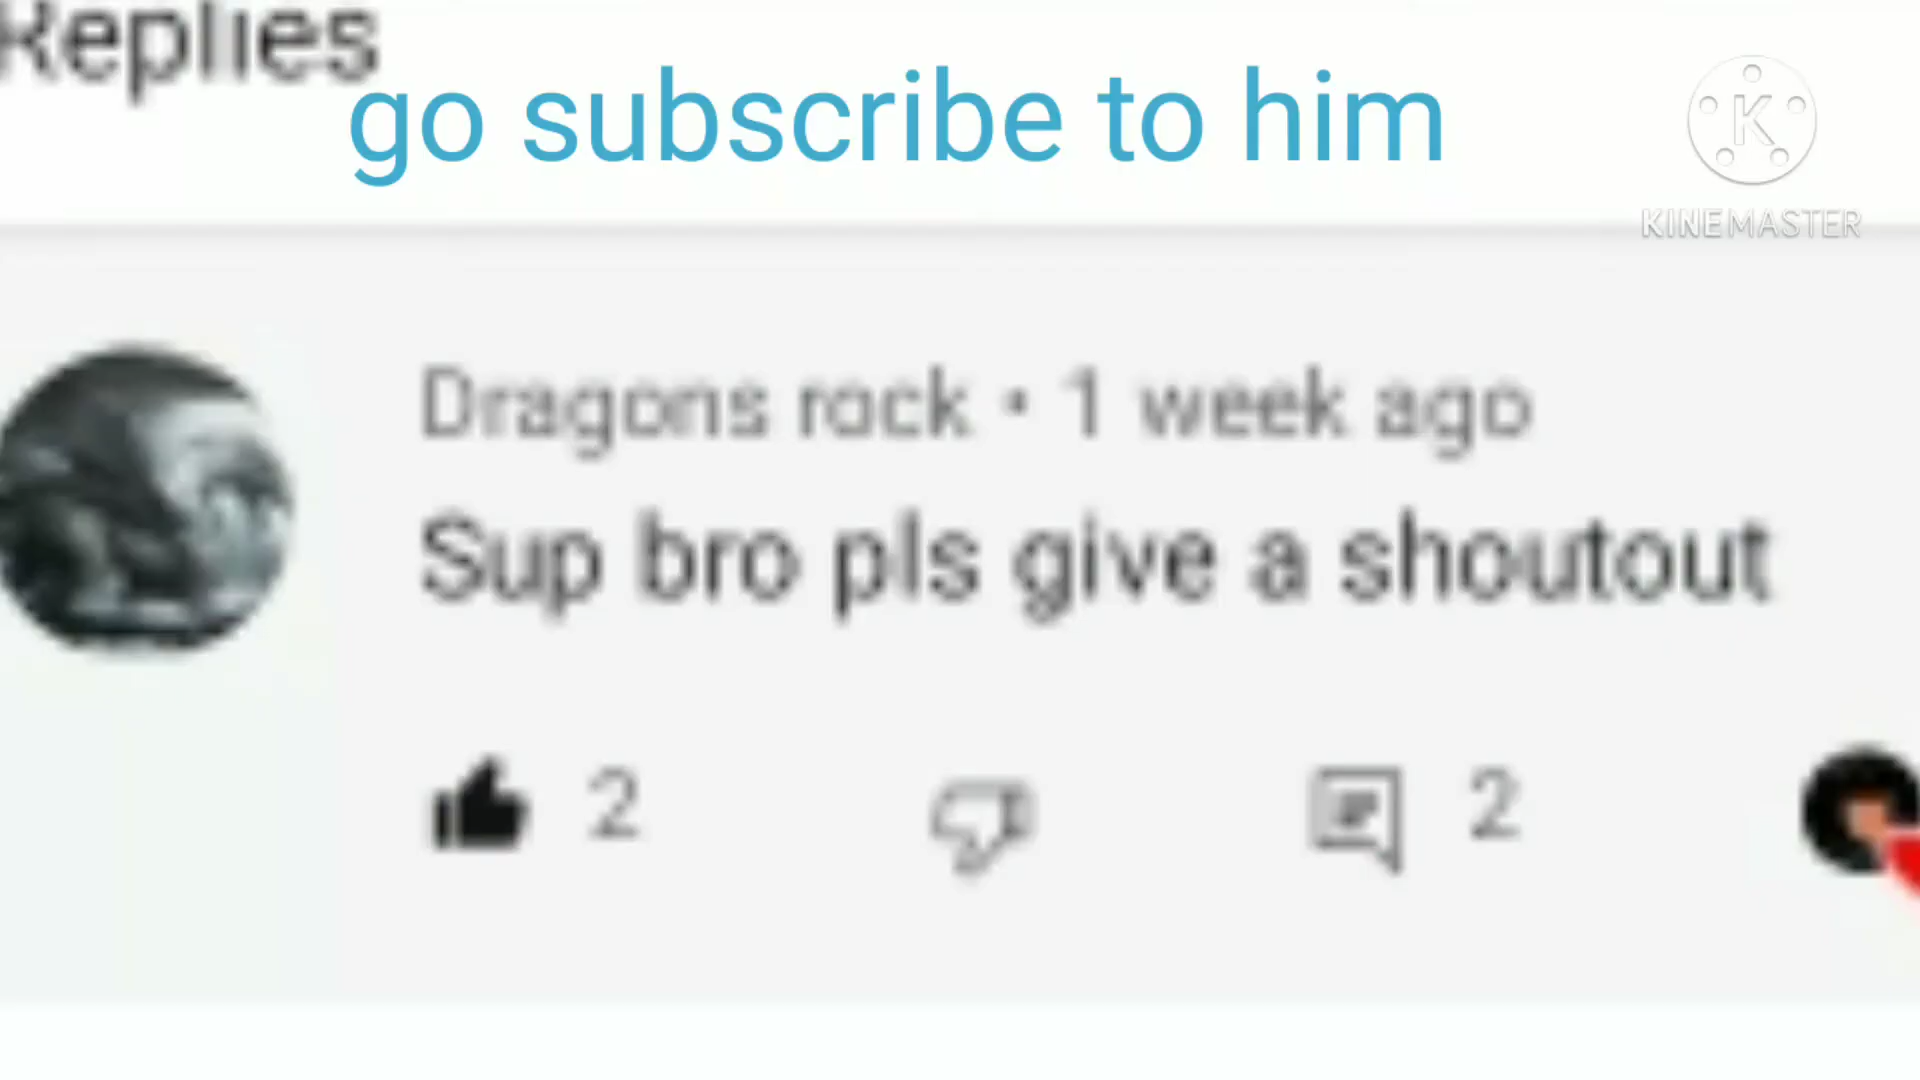 Replies
go subscribe to him
K
KINEMASTER
Dragons rock • 1 week ago
Sup bro pls give a shoutout
2
2